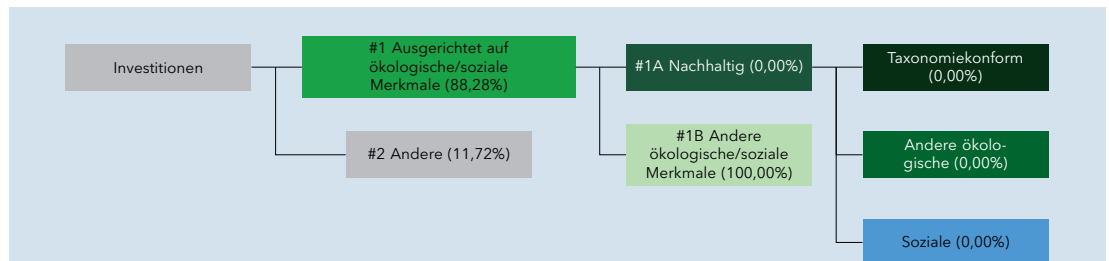 Investitionen
#1 Ausgerichtet auf
ökologische/soziale
Merkmale (88,28%)
#2 Andere (11,72%)
#1A Nachhaltig (0,00%)
#1B Andere
ökologische/soziale
Merkmale (100,00%)
Taxonomiekonform
(0,00%)
Andere ökolo-
gische (0,00%)
Soziale (0,00%)